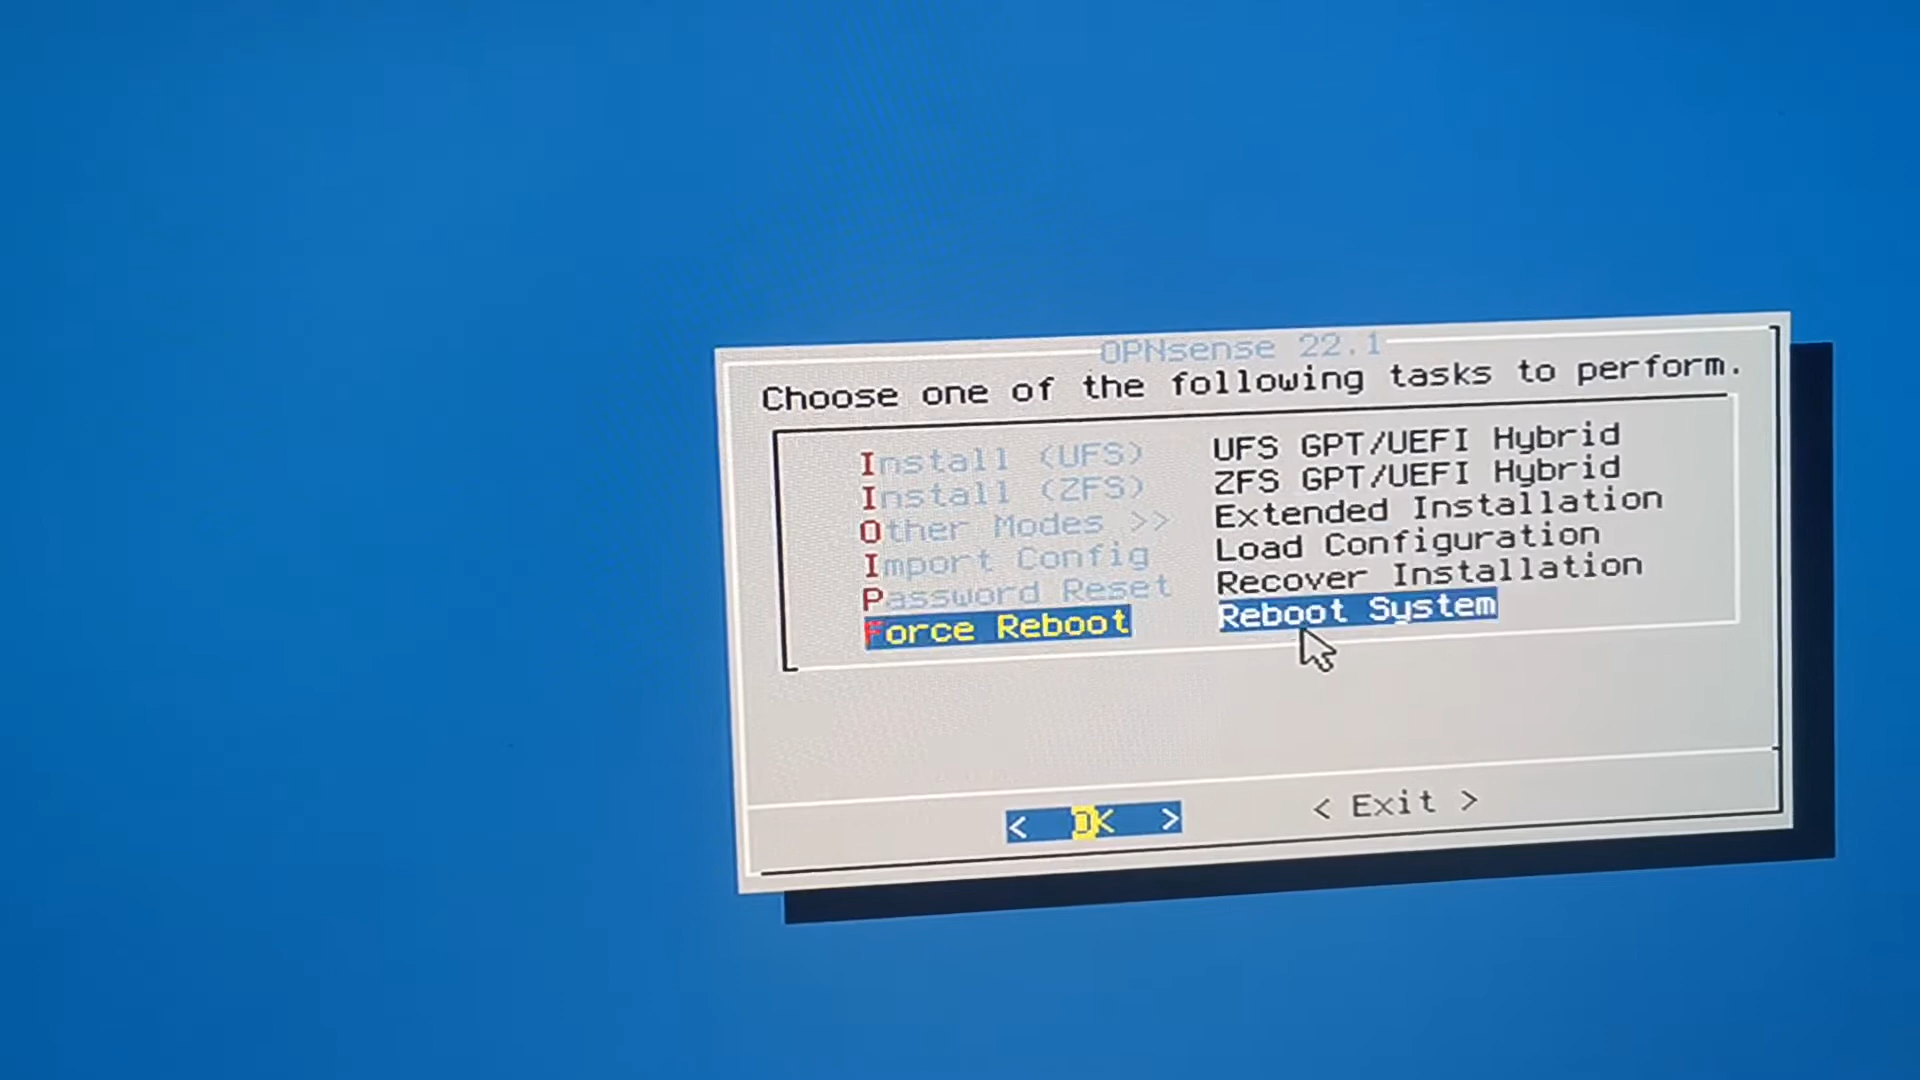 OPNsense 22.1
Choose one of the following tasks to perform.
Install (UFS) UFS GPT/UEFI Hybrid
Install (ZFS) ZFS GPT/UEFI Hybrid
Other Modes >> Extended Installation
Import Config Load Configuration
Password Reset Recover Installation
Force Reboot Reboot System
< OK > < Exit >